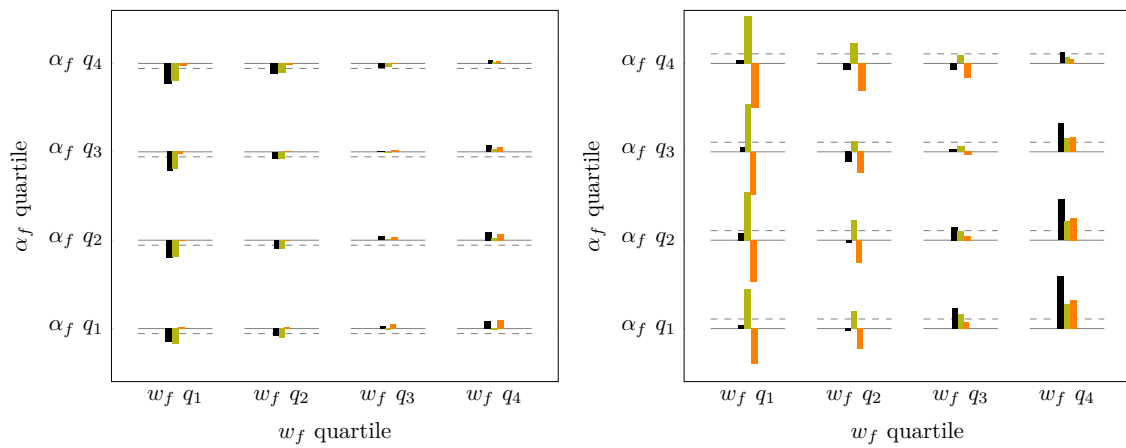 α_f q_4
α_f q_3
α_f q_2
α_f q_1
α_f quartile
w_f q_1 w_f q_2 w_f q_3 w_f q_4
w_f quartile
α_f q_4
α_f q_3
α_f q_2
α_f q_1
α_f quartile
w_f q_1 w_f q_2 w_f q_3 w_f q_4
w_f quartile